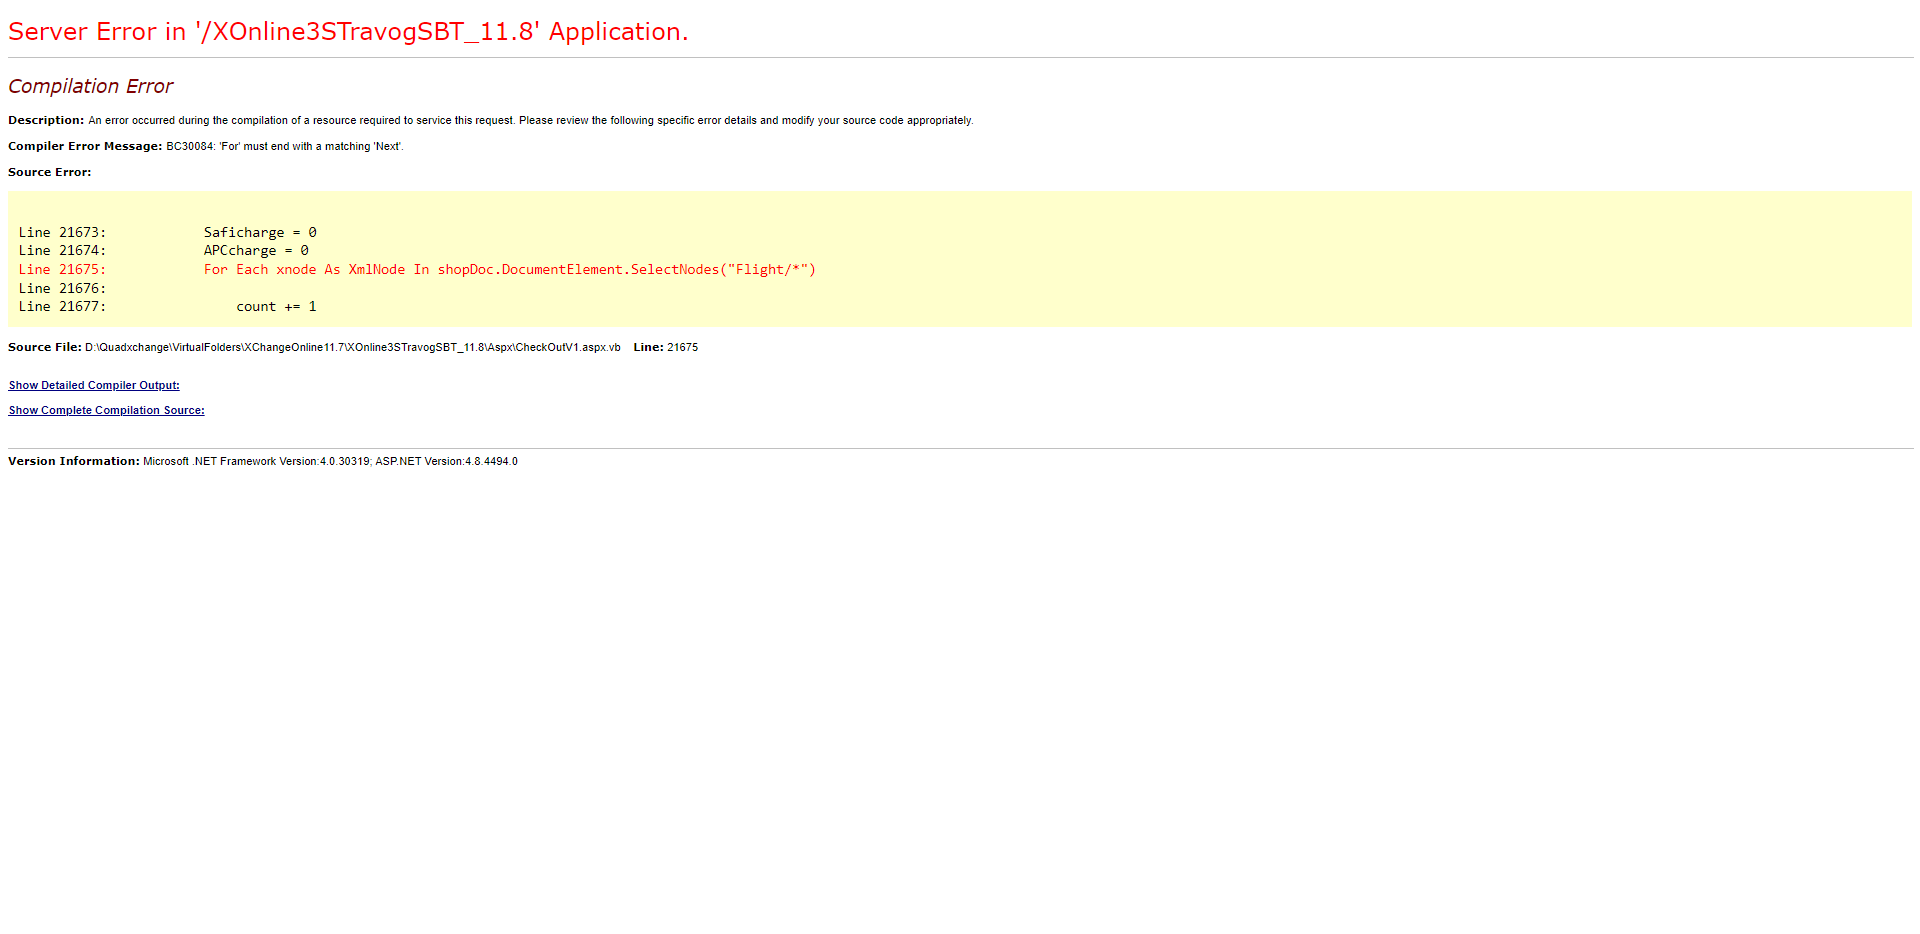 Server Error in '/XOnline3STravogSBT_11.8' Application.
Compilation Error
Description: An error occurred during the compilation of a resource required to service this request. Please review the following specific error details and modify your source code appropriately.
Compiler Error Message: BC30084: 'For' must end with a matching 'Next'.
Source Error:
Line 21673:            Saficharge = 0
Line 21674:            APCcharge = 0
Line 21675:            For Each xnode As XmlNode In shopDoc.DocumentElement.SelectNodes("Flight/*")
Line 21676:
Line 21677:                count += 1
Source File: D:\Quadxchange\VirtualFolders\XChangeOnline11.7\XOnline3STravogSBT_11.8\Aspx\CheckOutV1.aspx.vb    Line: 21675
Show Detailed Compiler Output:
Show Complete Compilation Source:
Version Information: Microsoft .NET Framework Version:4.0.30319; ASP.NET Version:4.8.4494.0